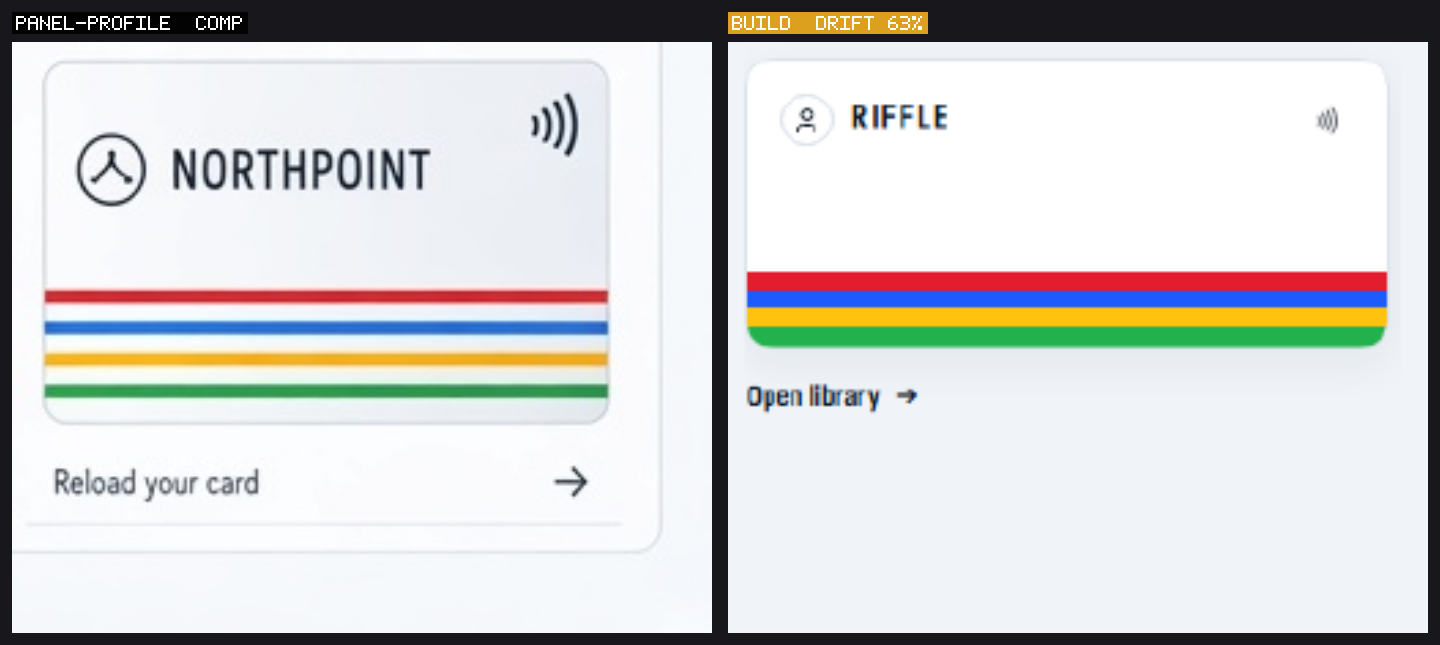 PANEL-PROFILE COMP
NORTHPOINT
Reload your card
BUILD DRIFT 63%
RIFFLE
Open library